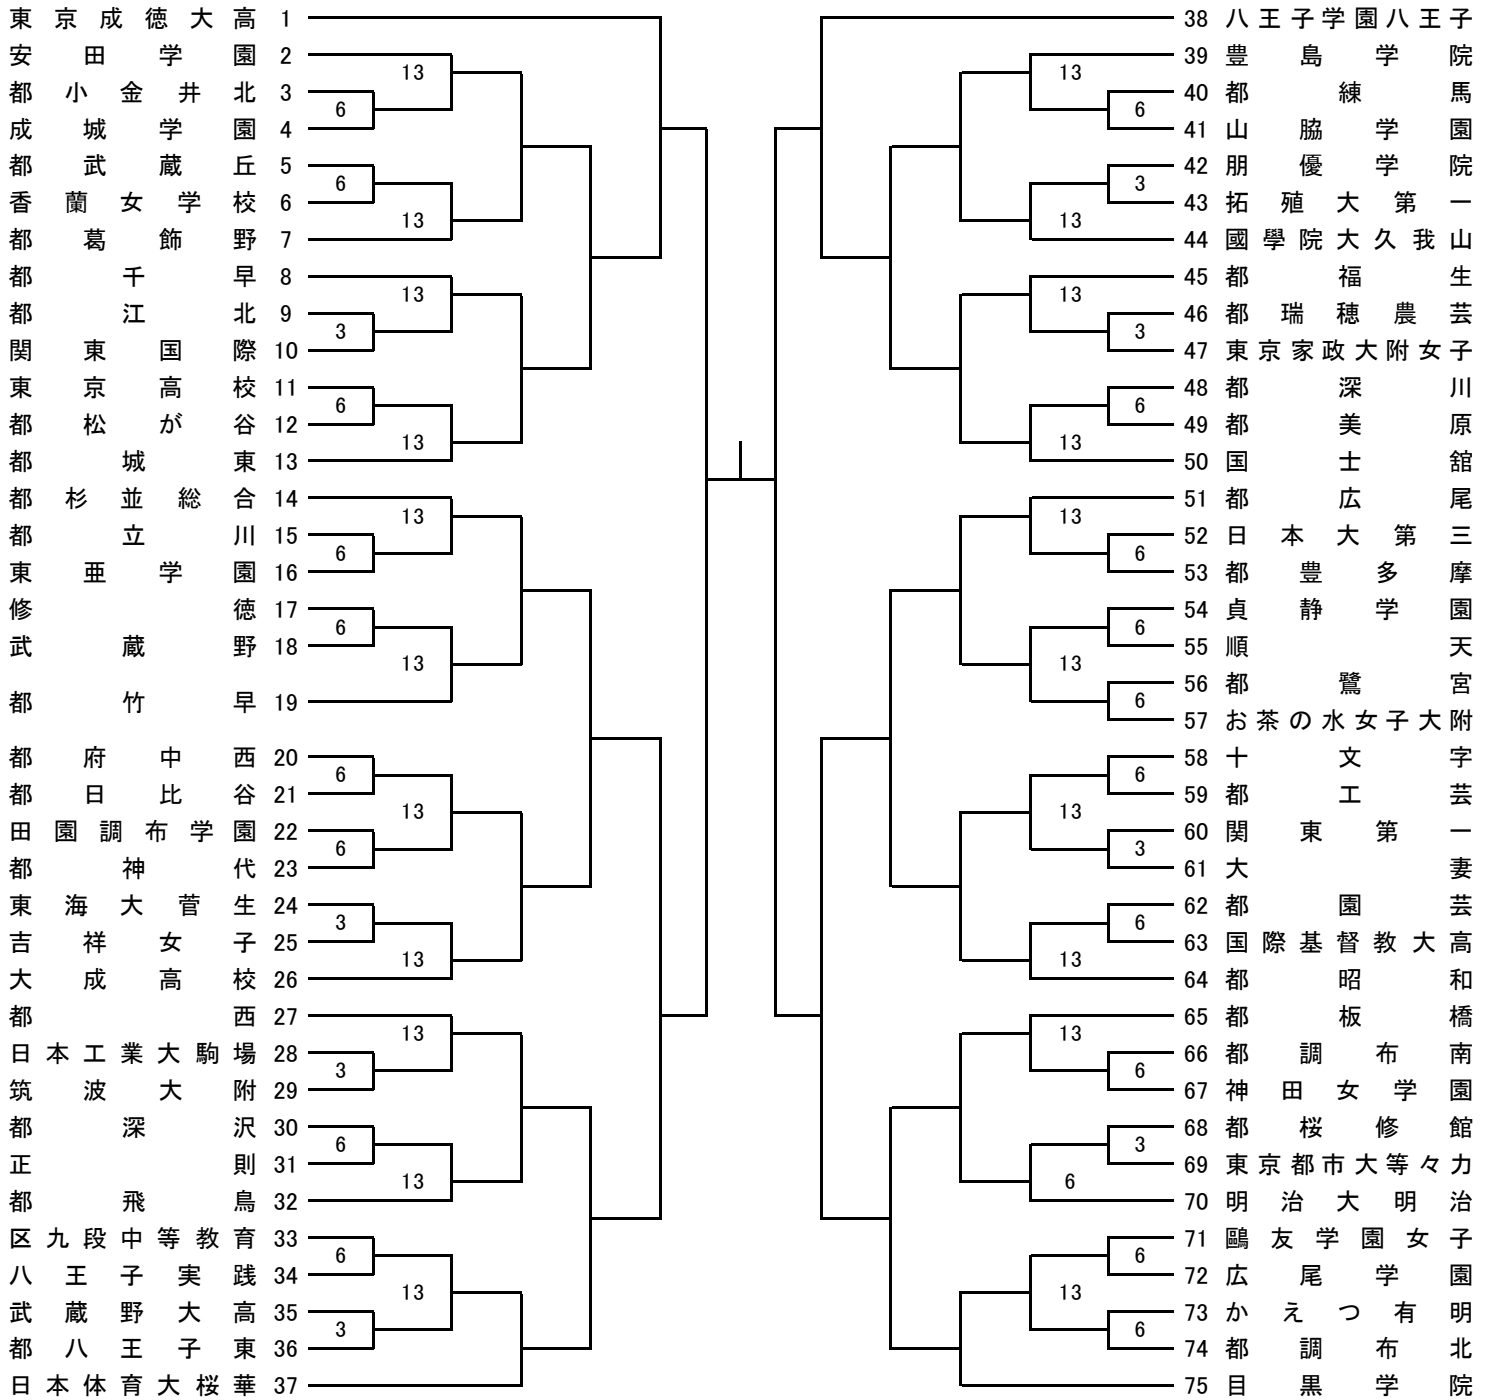 東京成徳大高 1
安田学園 2
13
都小金井北 3
6
成城学園 4
都武蔵丘 5
6
香蘭女学校 6
13
都葛飾野 7
都千早 8
13
都江北 9
3
関東国際 10
東京高校 11
6
都松が谷 12
13
都城東 13
都杉並総合 14
13
都立川 15
6
東亜学園 16
修徳 17
6
武蔵野 18
13
都竹早 19
都府中西 20
6
都日比谷 21
13
田園調布学園 22
6
都神代 23
東海大菅生 24
3
吉祥女子 25
13
大成高校 26
都西 27
13
日本工業大駒場 28
3
筑波大附 29
都深沢 30
6
正則 31
13
都飛鳥 32
区九段中等教育 33
6
八王子実践 34
13
武蔵野大高 35
3
都八王子東 36
日本体育大桜華 37
38 八王子学園八王子
39 豊島学院
13
40 都練馬
6
41 山脇学園
42 朋優学院
3
43 拓殖大第一
13
44 國學院大久我山
45 都福生
13
46 都瑞穂農芸
3
47 東京家政大附女子
48 都深川
6
49 都美原
13
50 国士舘
51 都広尾
13
52 日本大第三
6
53 都豊多摩
54 貞静学園
6
55 順天
13
56 都鷺宮
6
57 お茶の水女子大附
58 十文字
6
59 都工芸
13
60 関東第一
3
61 大妻
62 都園芸
6
63 国際基督教大高
13
64 都昭和
65 都板橋
13
66 都調布南
6
67 神田女学園
68 都桜修館
3
69 東京都市大等々力
6
70 明治大明治
71 鷗友学園女子
6
72 広尾学園
13
73 かえつ有明
6
74 都調布北
75 目黒学院